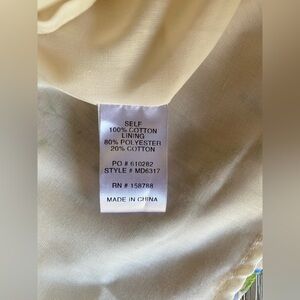 SELF
100% COTTON
LINING
80% POLYESTER
20% COTTON
PO # 610282
STYLE # MD6317
RN # 158788
MADE IN CHINA